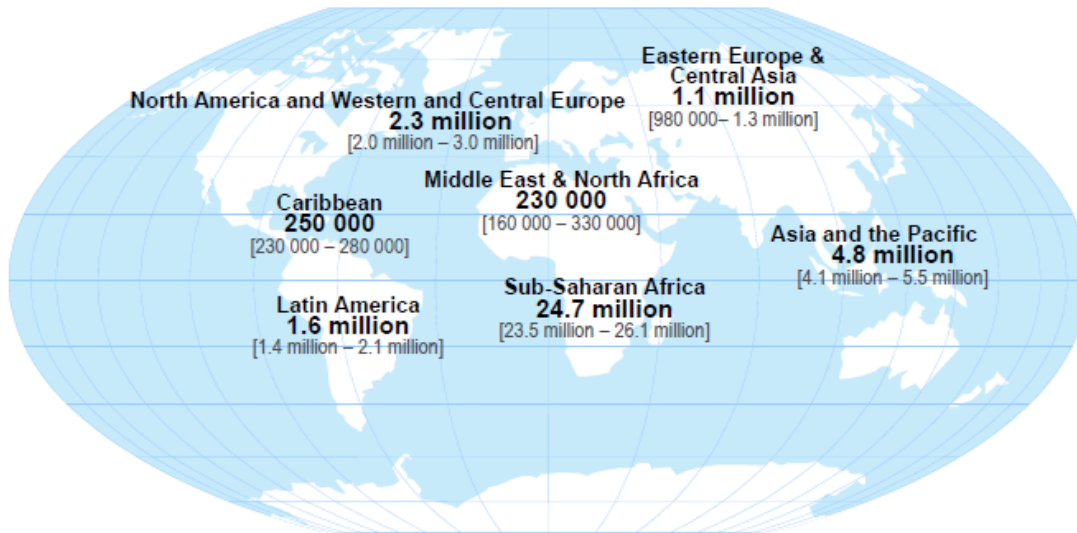 Eastern Europe &
Central Asia
1.1 million
[980 000– 1.3 million]
North America and Western and Central Europe
2.3 million
[2.0 million – 3.0 million]
Middle East & North Africa
230 000
[160 000 – 330 000]
Caribbean
250 000
[230 000 – 280 000]
Asia and the Pacific
4.8 million
[4.1 million – 5.5 million]
Sub-Saharan Africa
24.7 million
[23.5 million – 26.1 million]
Latin America
1.6 million
[1.4 million – 2.1 million]